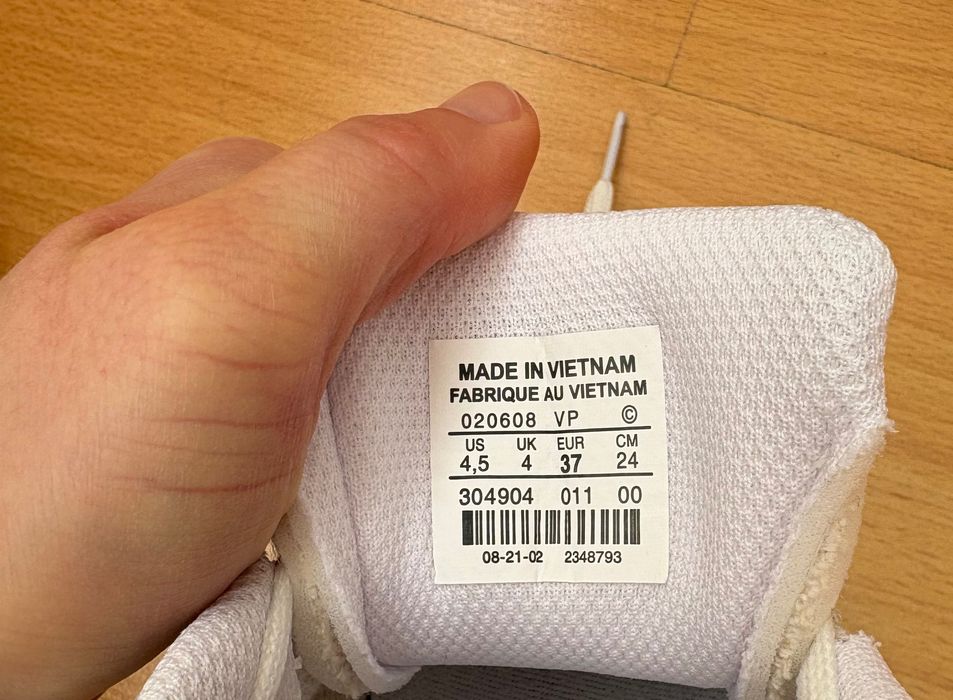 MADE IN VIETNAM
FABRIQUE AU VIETNAM
020608 VP ©
US UK EUR CM
4,5 4 37 24
304904 011 00
08-21-02 2348793